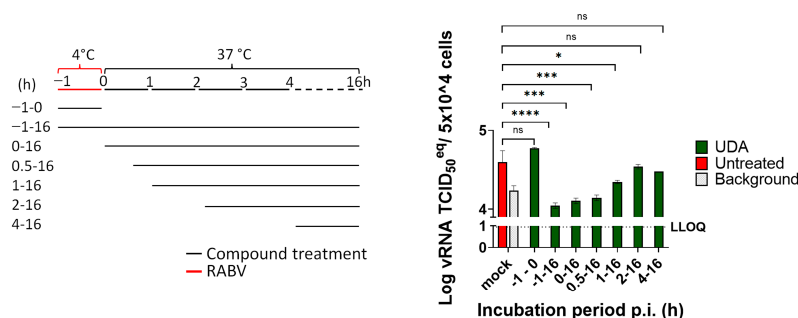 4°C 37 °C
(h) −1 0 1 2 3 4 16h
−1-0
−1-16
0-16
0.5-16
1-16
2-16
4-16
Compound treatment
RABV
Log vRNA TCID50^eq/ 5x10^4 cells
ns
ns
*
***
***
****
ns
5
4
1
0
LLOQ
UDA
Untreated
Background
mock
-1 - 0
-1-16
0-16
0.5-16
1-16
2-16
4-16
Incubation period p.i. (h)